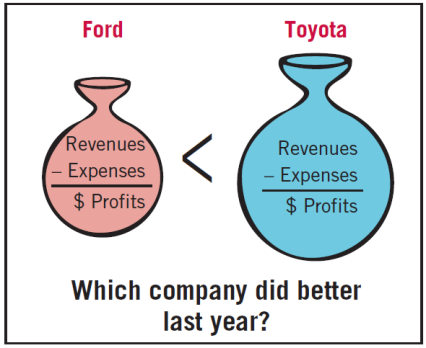 Ford
Toyota
Revenues
– Expenses
$ Profits
<
Revenues
– Expenses
$ Profits
Which company did better
last year?